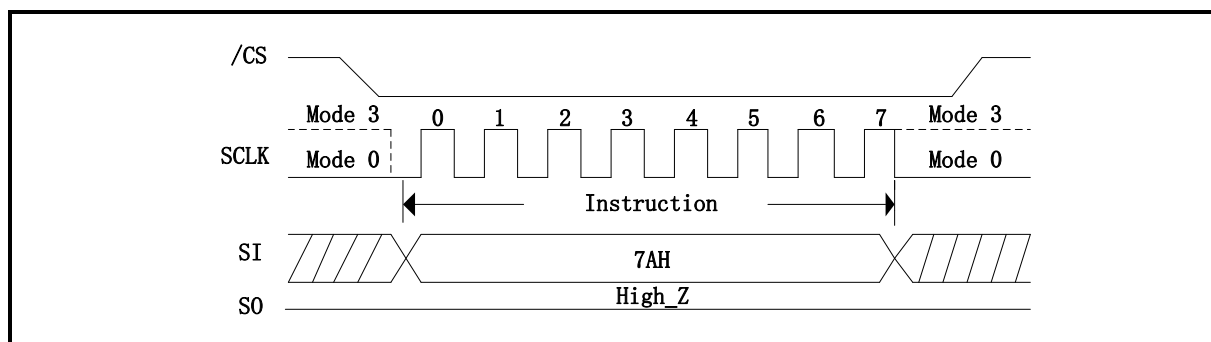 /CS
Mode 3 0 1 2 3 4 5 6 7 Mode 3
SCLK Mode 0 Mode 0
Instruction
SI 7AH
High_Z
SO